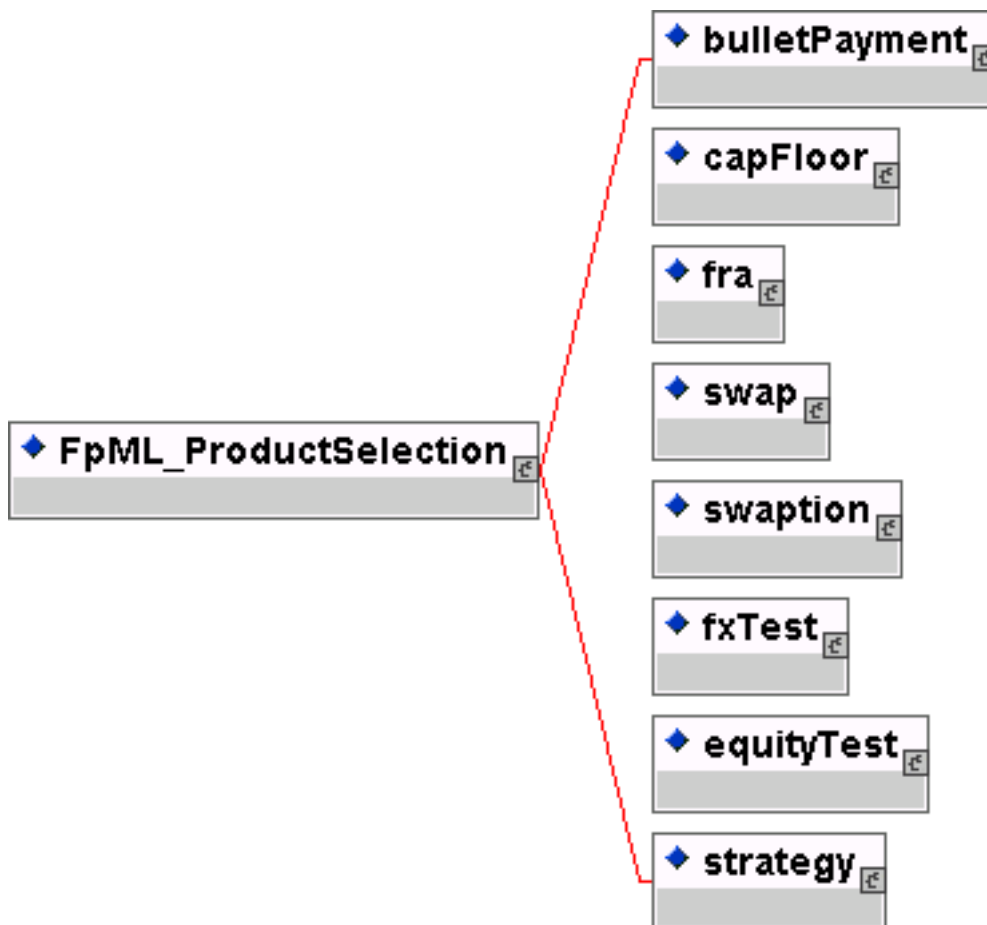 bulletPayment
capFloor
fra
swap
FpML_ProductSelection
swaption
fxTest
equityTest
strategy